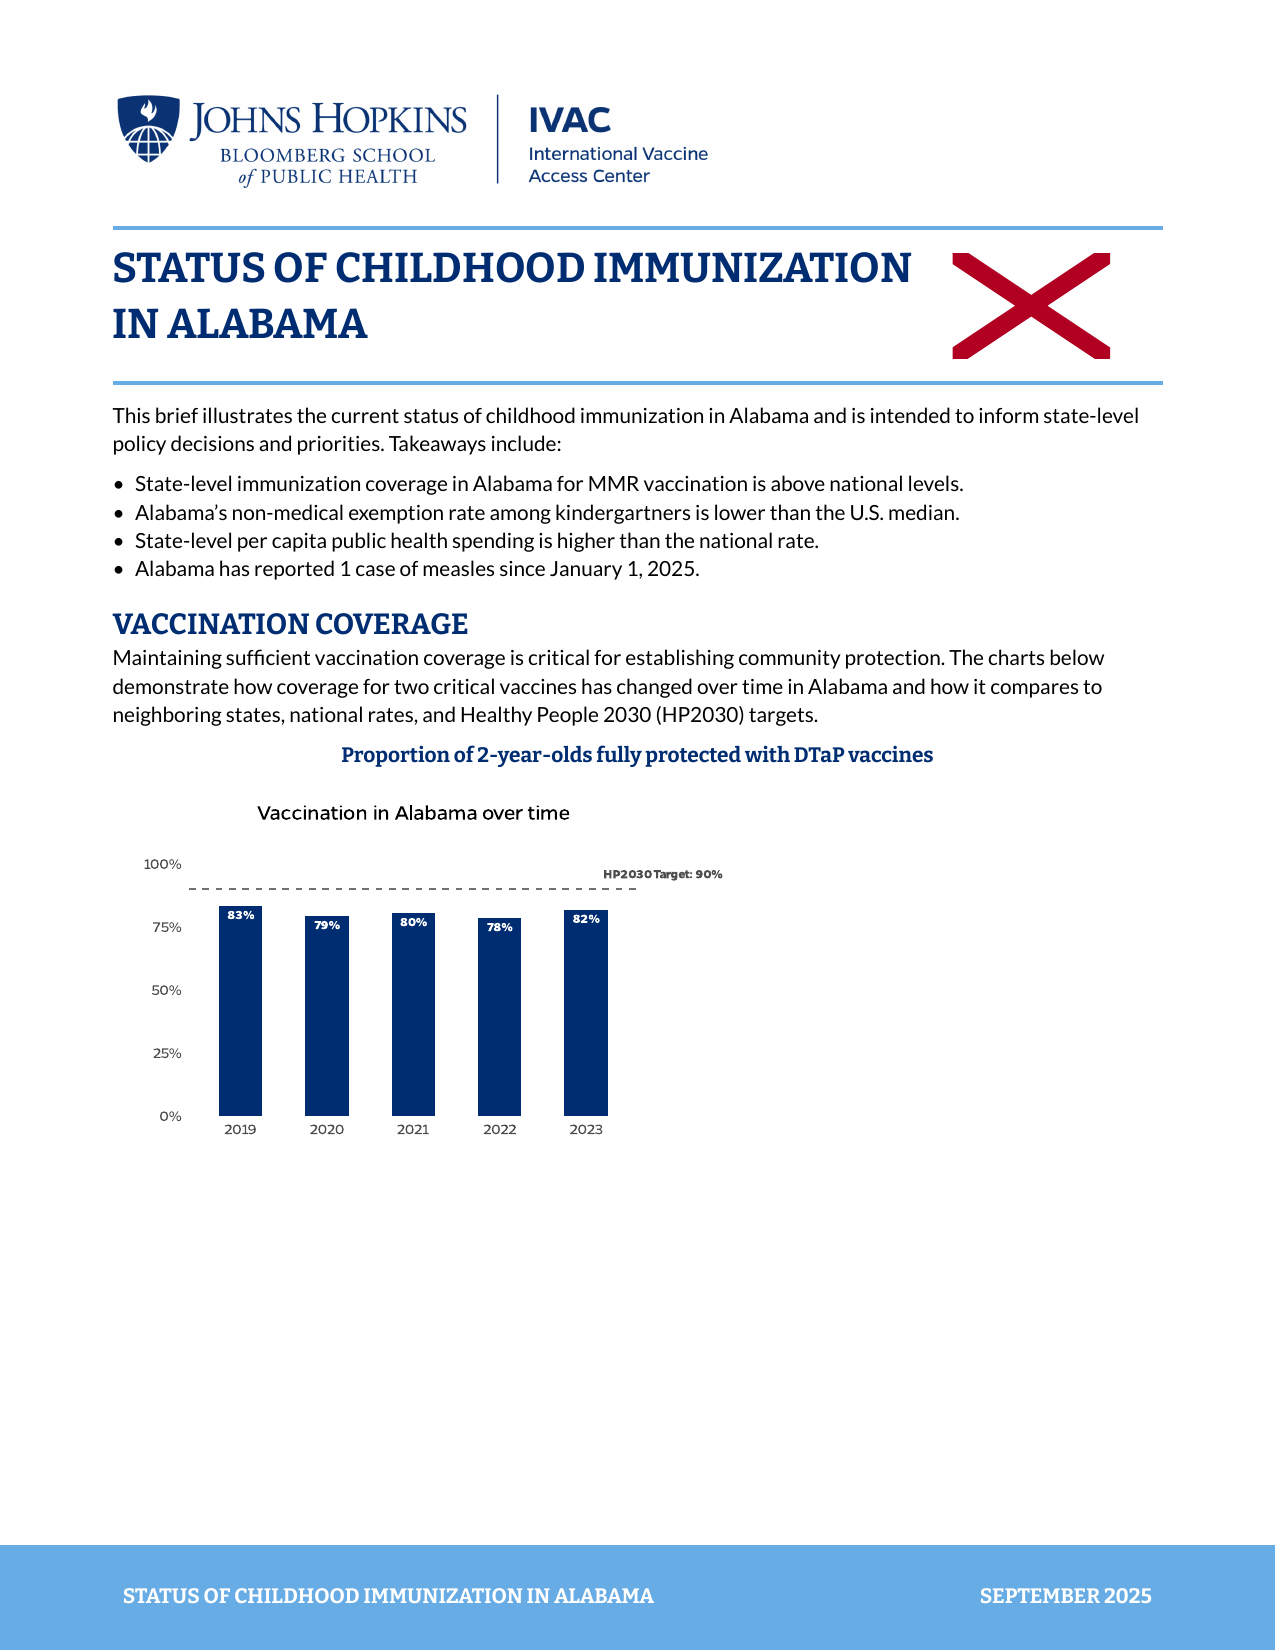 JOHNS HOPKINS
BLOOMBERG SCHOOL
of PUBLIC HEALTH
IVAC
International Vaccine
Access Center
STATUS OF CHILDHOOD IMMUNIZATION
IN ALABAMA
This brief illustrates the current status of childhood immunization in Alabama and is intended to inform state-level
policy decisions and priorities. Takeaways include:
• State-level immunization coverage in Alabama for MMR vaccination is above national levels.
• Alabama’s non-medical exemption rate among kindergartners is lower than the U.S. median.
• State-level per capita public health spending is higher than the national rate.
• Alabama has reported 1 case of measles since January 1, 2025.
VACCINATION COVERAGE
Maintaining sufficient vaccination coverage is critical for establishing community protection. The charts below
demonstrate how coverage for two critical vaccines has changed over time in Alabama and how it compares to
neighboring states, national rates, and Healthy People 2030 (HP2030) targets.
Proportion of 2-year-olds fully protected with DTaP vaccines
Vaccination in Alabama over time
100%
HP2030 Target: 90%
83%
79%
80%
78%
82%
75%
50%
25%
0%
2019
2020
2021
2022
2023
STATUS OF CHILDHOOD IMMUNIZATION IN ALABAMA
SEPTEMBER 2025